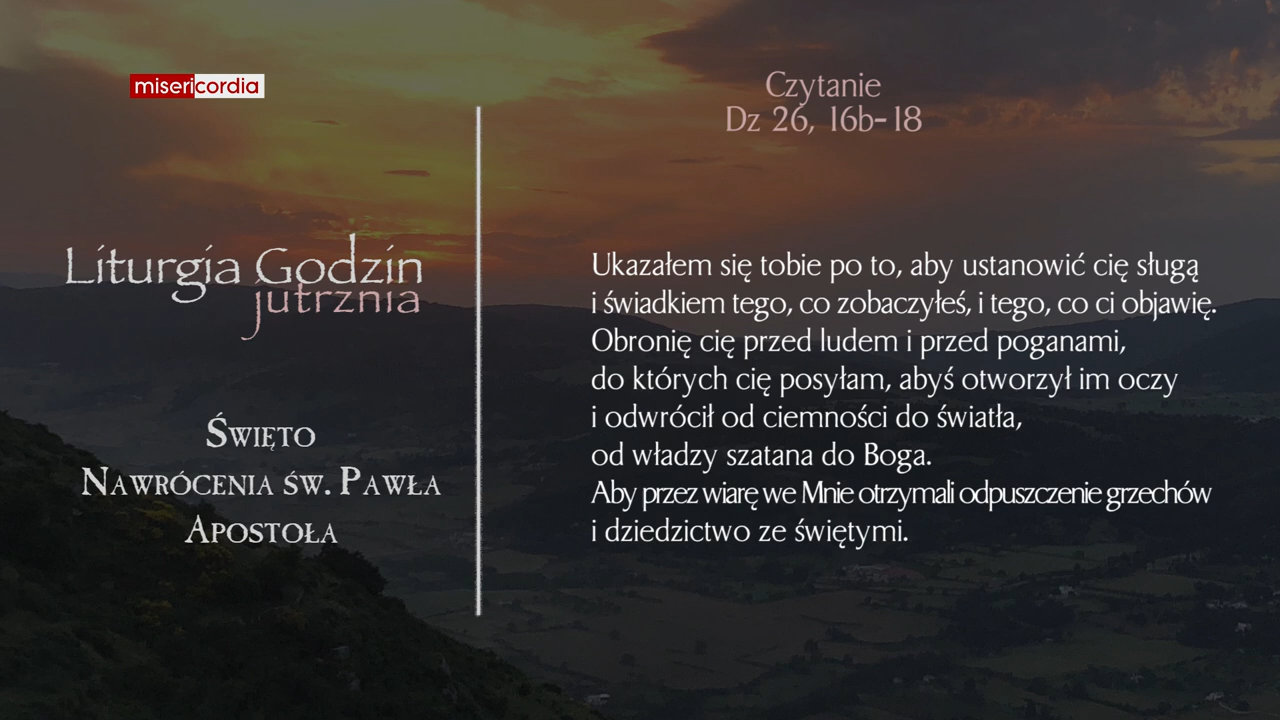 misericordia
Liturgia Godzin
jutrznia
Święto
Nawrócenia św. Pawła
Apostoła
Czytanie
Dz 26, 16b-18
Ukazałem się tobie po to, aby ustanowić cię sługą
i świadkiem tego, co zobaczyłeś, i tego, co ci objawię.
Obronię cię przed ludem i przed poganami,
do których cię posyłam, abyś otworzył im oczy
i odwrócił od ciemności do światła,
od władzy szatana do Boga.
Aby przez wiarę we Mnie otrzymali odpuszczenie grzechów
i dziedzictwo ze świętymi.